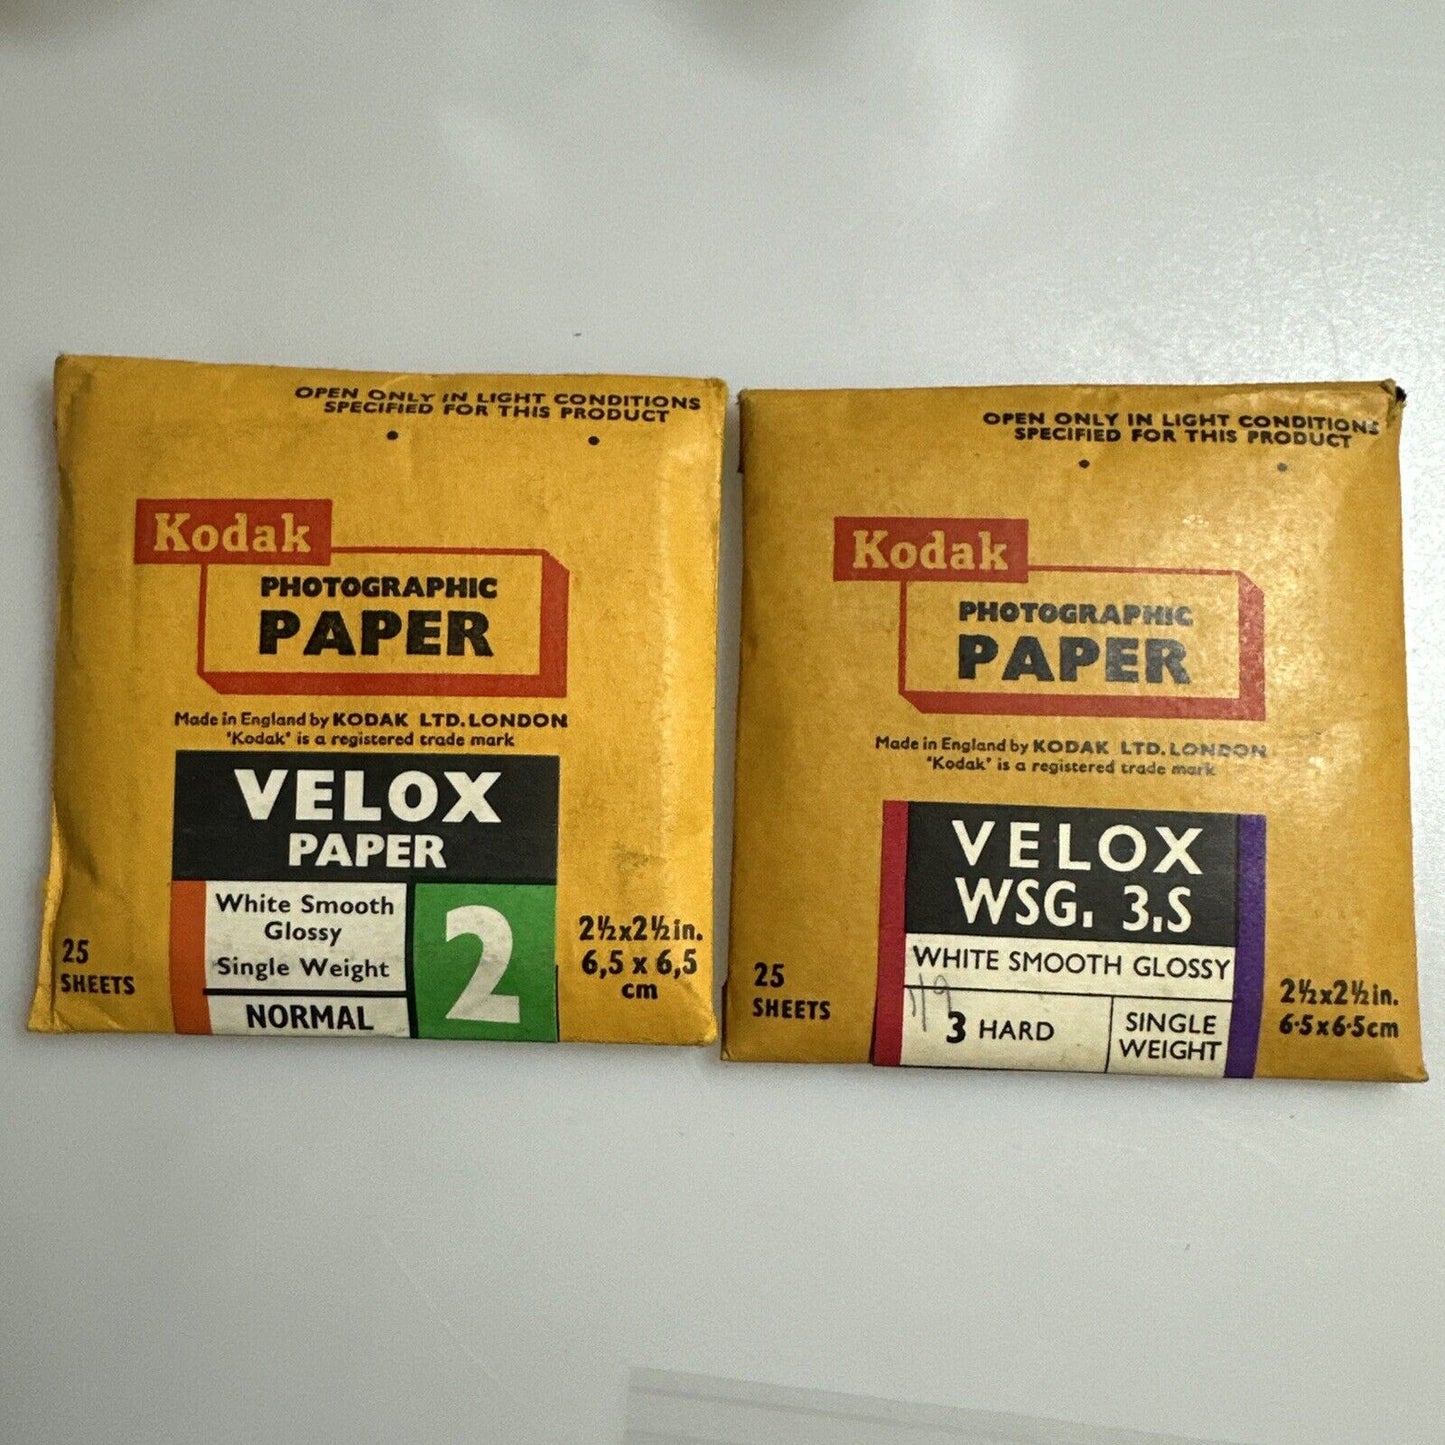 OPEN ONLY IN LIGHT CONDITIONS
SPECIFIED FOR THIS PRODUCT
Kodak
PHOTOGRAPHIC
PAPER
Made in England by KODAK LTD. LONDON
'Kodak' is a registered trade mark
VELOX
PAPER
White Smooth
Glossy
Single Weight
NORMAL
2
25
SHEETS
2½x2½in.
6,5 x 6,5
cm
OPEN ONLY IN LIGHT CONDITIONS
SPECIFIED FOR THIS PRODUCT
Kodak
PHOTOGRAPHIC
PAPER
Made in England by KODAK LTD. LONDON
'Kodak' is a registered trade mark
VELOX
WSG. 3.S
WHITE SMOOTH GLOSSY
1/9
3 HARD
SINGLE
WEIGHT
25
SHEETS
2½x2½in.
6·5x6·5cm